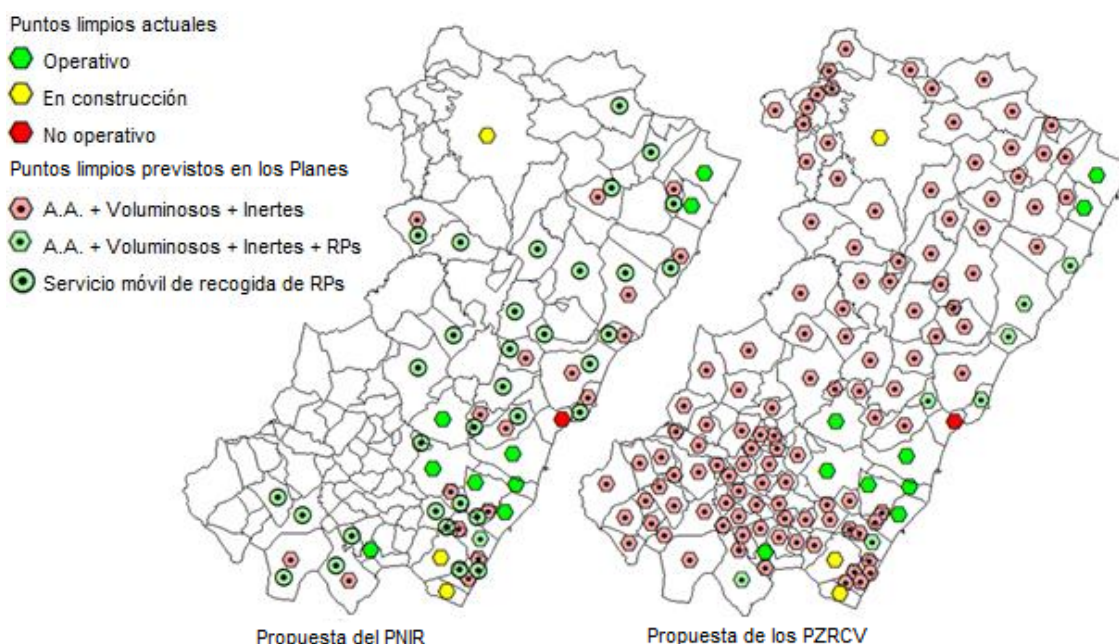 Puntos limpios actuales
Operativo
En construcción
No operativo
Puntos limpios previstos en los Planes
A.A. + Voluminosos + Inertes
A.A. + Voluminosos + Inertes + RPs
Servicio móvil de recogida de RPs
Propuesta del PNIR
Propuesta de los PZRCV